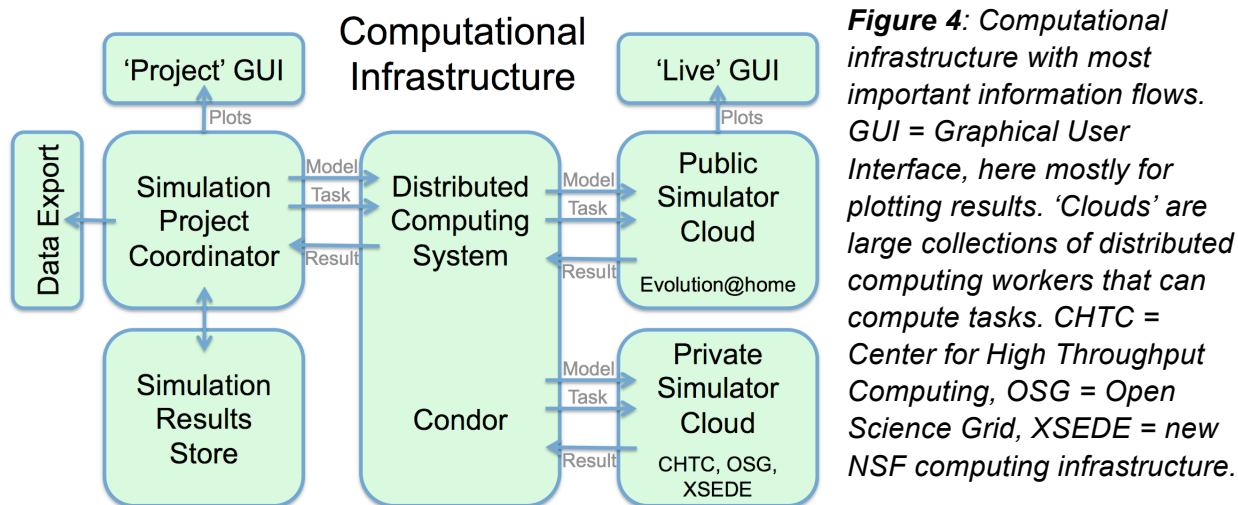 Computational
Infrastructure
'Project' GUI
Plots
Data Export
Simulation
Project
Coordinator
Model
Task
Result
Simulation
Results
Store
Distributed
Computing
System
Condor
'Live' GUI
Plots
Model
Task
Result
Public
Simulator
Cloud
Evolution@home
Model
Task
Result
Private
Simulator
Cloud
CHTC, OSG,
XSEDE
Figure 4: Computational
infrastructure with most
important information flows.
GUI = Graphical User
Interface, here mostly for
plotting results. 'Clouds' are
large collections of distributed
computing workers that can
compute tasks. CHTC =
Center for High Throughput
Computing, OSG = Open
Science Grid, XSEDE = new
NSF computing infrastructure.